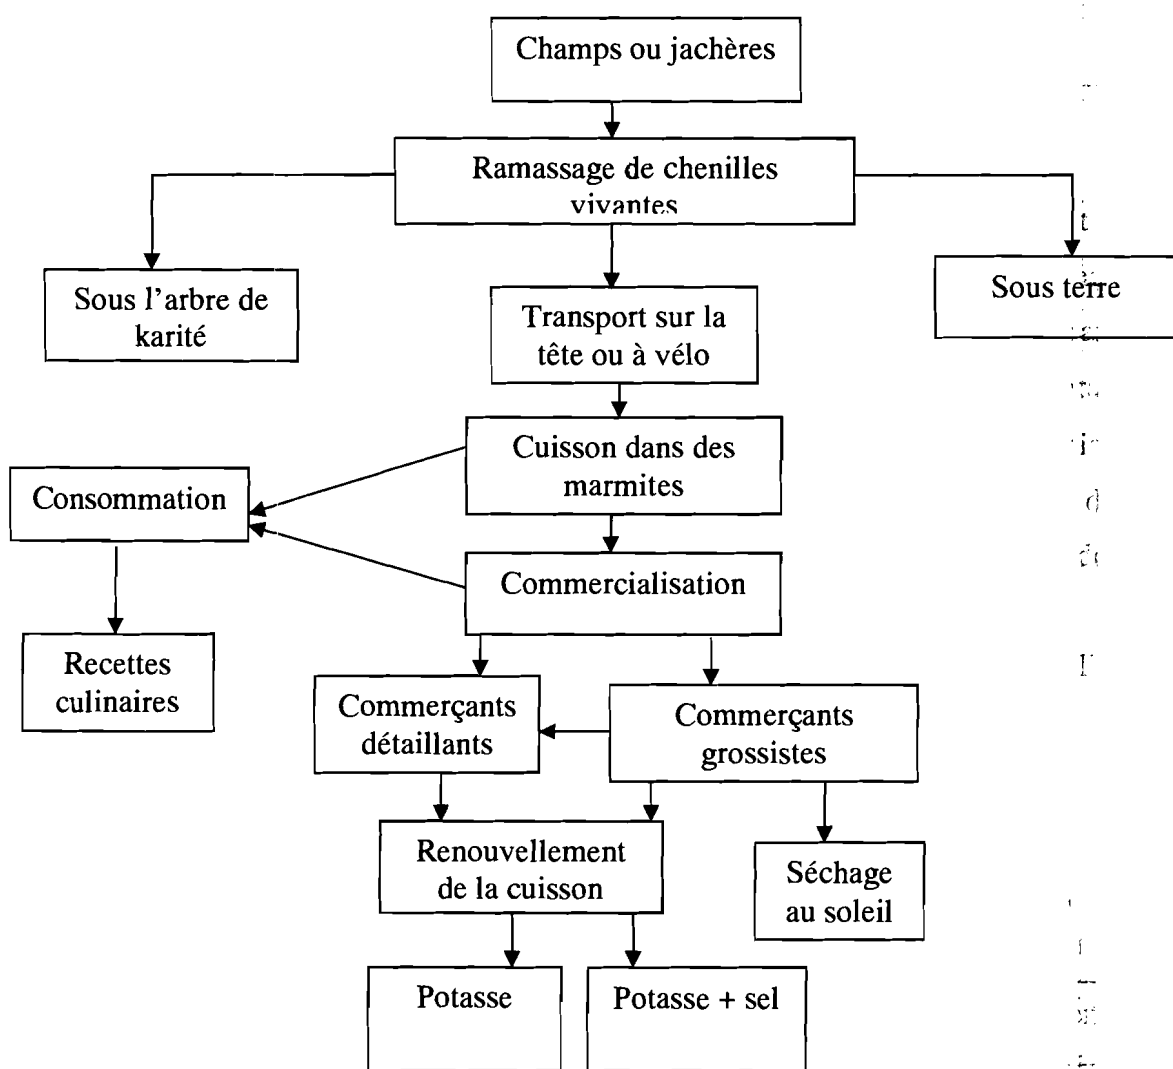 Champs ou jachères
Ramassage de chenilles
vivantes
Sous l'arbre de
karité
Transport sur la
tête ou à vélo
Sous terre
Cuisson dans des
marmites
Consommation
Commercialisation
Recettes
culinaires
Commerçants
détaillants
Commerçants
grossistes
Renouvellement
de la cuisson
Séchage
au soleil
Potasse
Potasse + sel